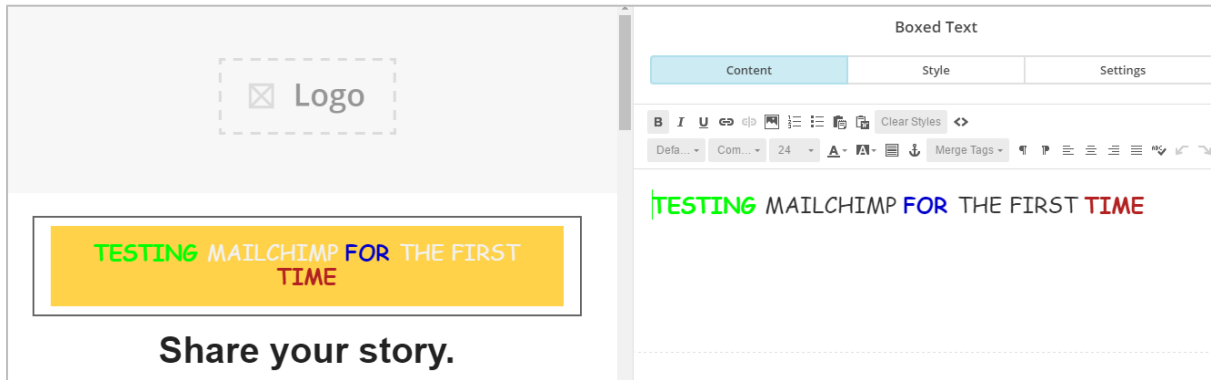 Logo
TESTING MAILCHIMP FOR THE FIRST
TIME
Share your story.
Boxed Text
Content Style Settings
B I U Clear Styles <>
Defa... Com... 24 A A Merge Tags ¶ ABC
TESTING MAILCHIMP FOR THE FIRST TIME